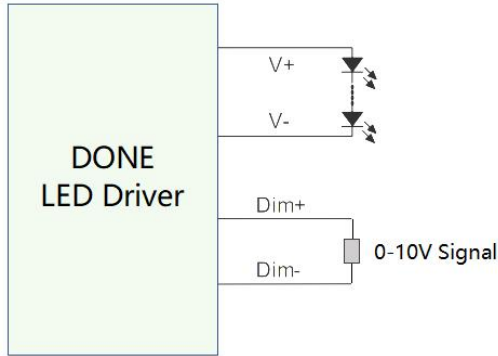 DONE
LED Driver
V+
V-
Dim+
Dim-
0-10V Signal